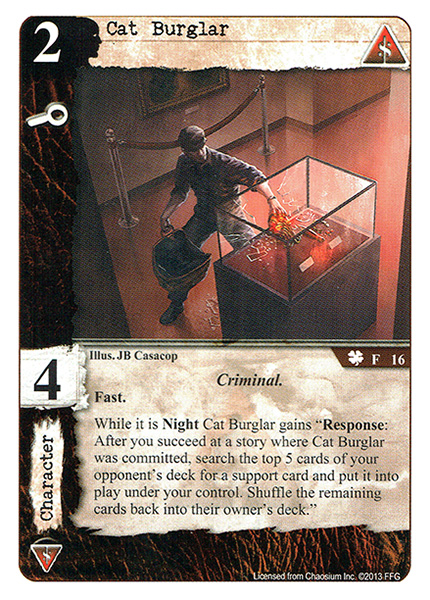 2
Cat Burglar
Illus. JB Casacop
F 16
4
Criminal.
Fast.
While it is Night Cat Burglar gains “Response:
After you succeed at a story where Cat Burglar
was committed, search the top 5 cards of your
opponent’s deck for a support card and put it into
play under your control. Shuffle the remaining
cards back into their owner’s deck.”
Character
Licensed from Chaosium Inc. ©2013 FFG